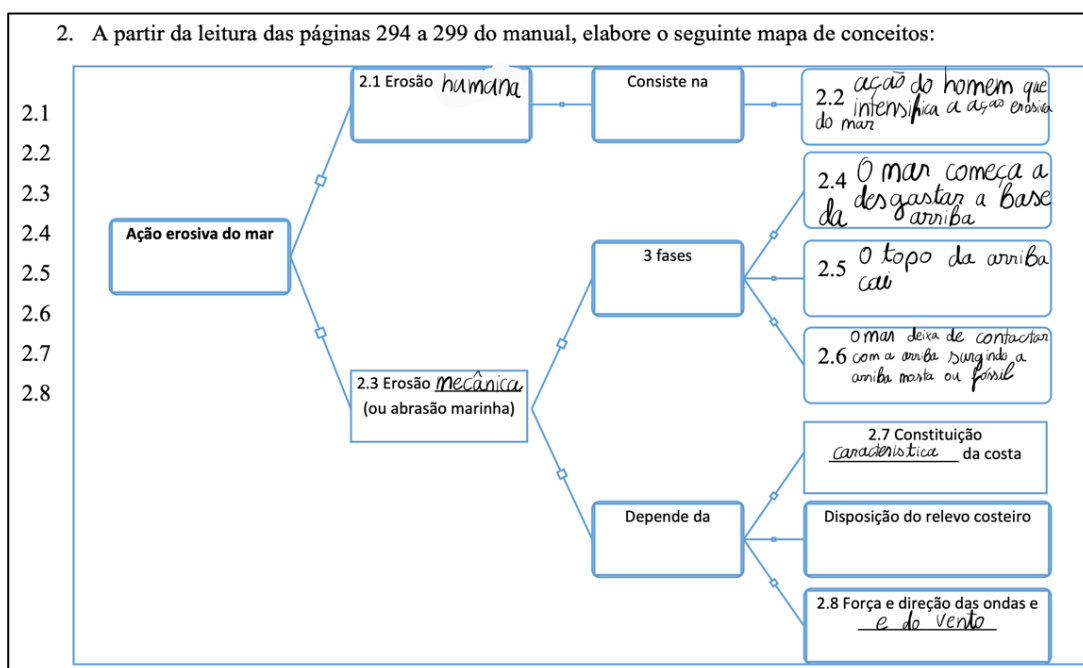 2. A partir da leitura das páginas 294 a 299 do manual, elabore o seguinte mapa de conceitos:
2.1
2.2
2.3
2.4
2.5
2.6
2.7
2.8
Ação erosiva do mar
2.1 Erosão humana
Consiste na
2.2 ação do homem que
intensifica a ação erosiva
do mar
2.3 Erosão mecânica
(ou abrasão marinha)
3 fases
2.4 O mar começa a
desgastar a base
da arriba
2.5 O topo da arriba
cai
2.6 o mar deixa de contactar
com a arriba surgindo a
arriba morta ou fóssil
Depende da
2.7 Constituição
característica da costa
Disposição do relevo costeiro
2.8 Força e direção das ondas e
e do vento